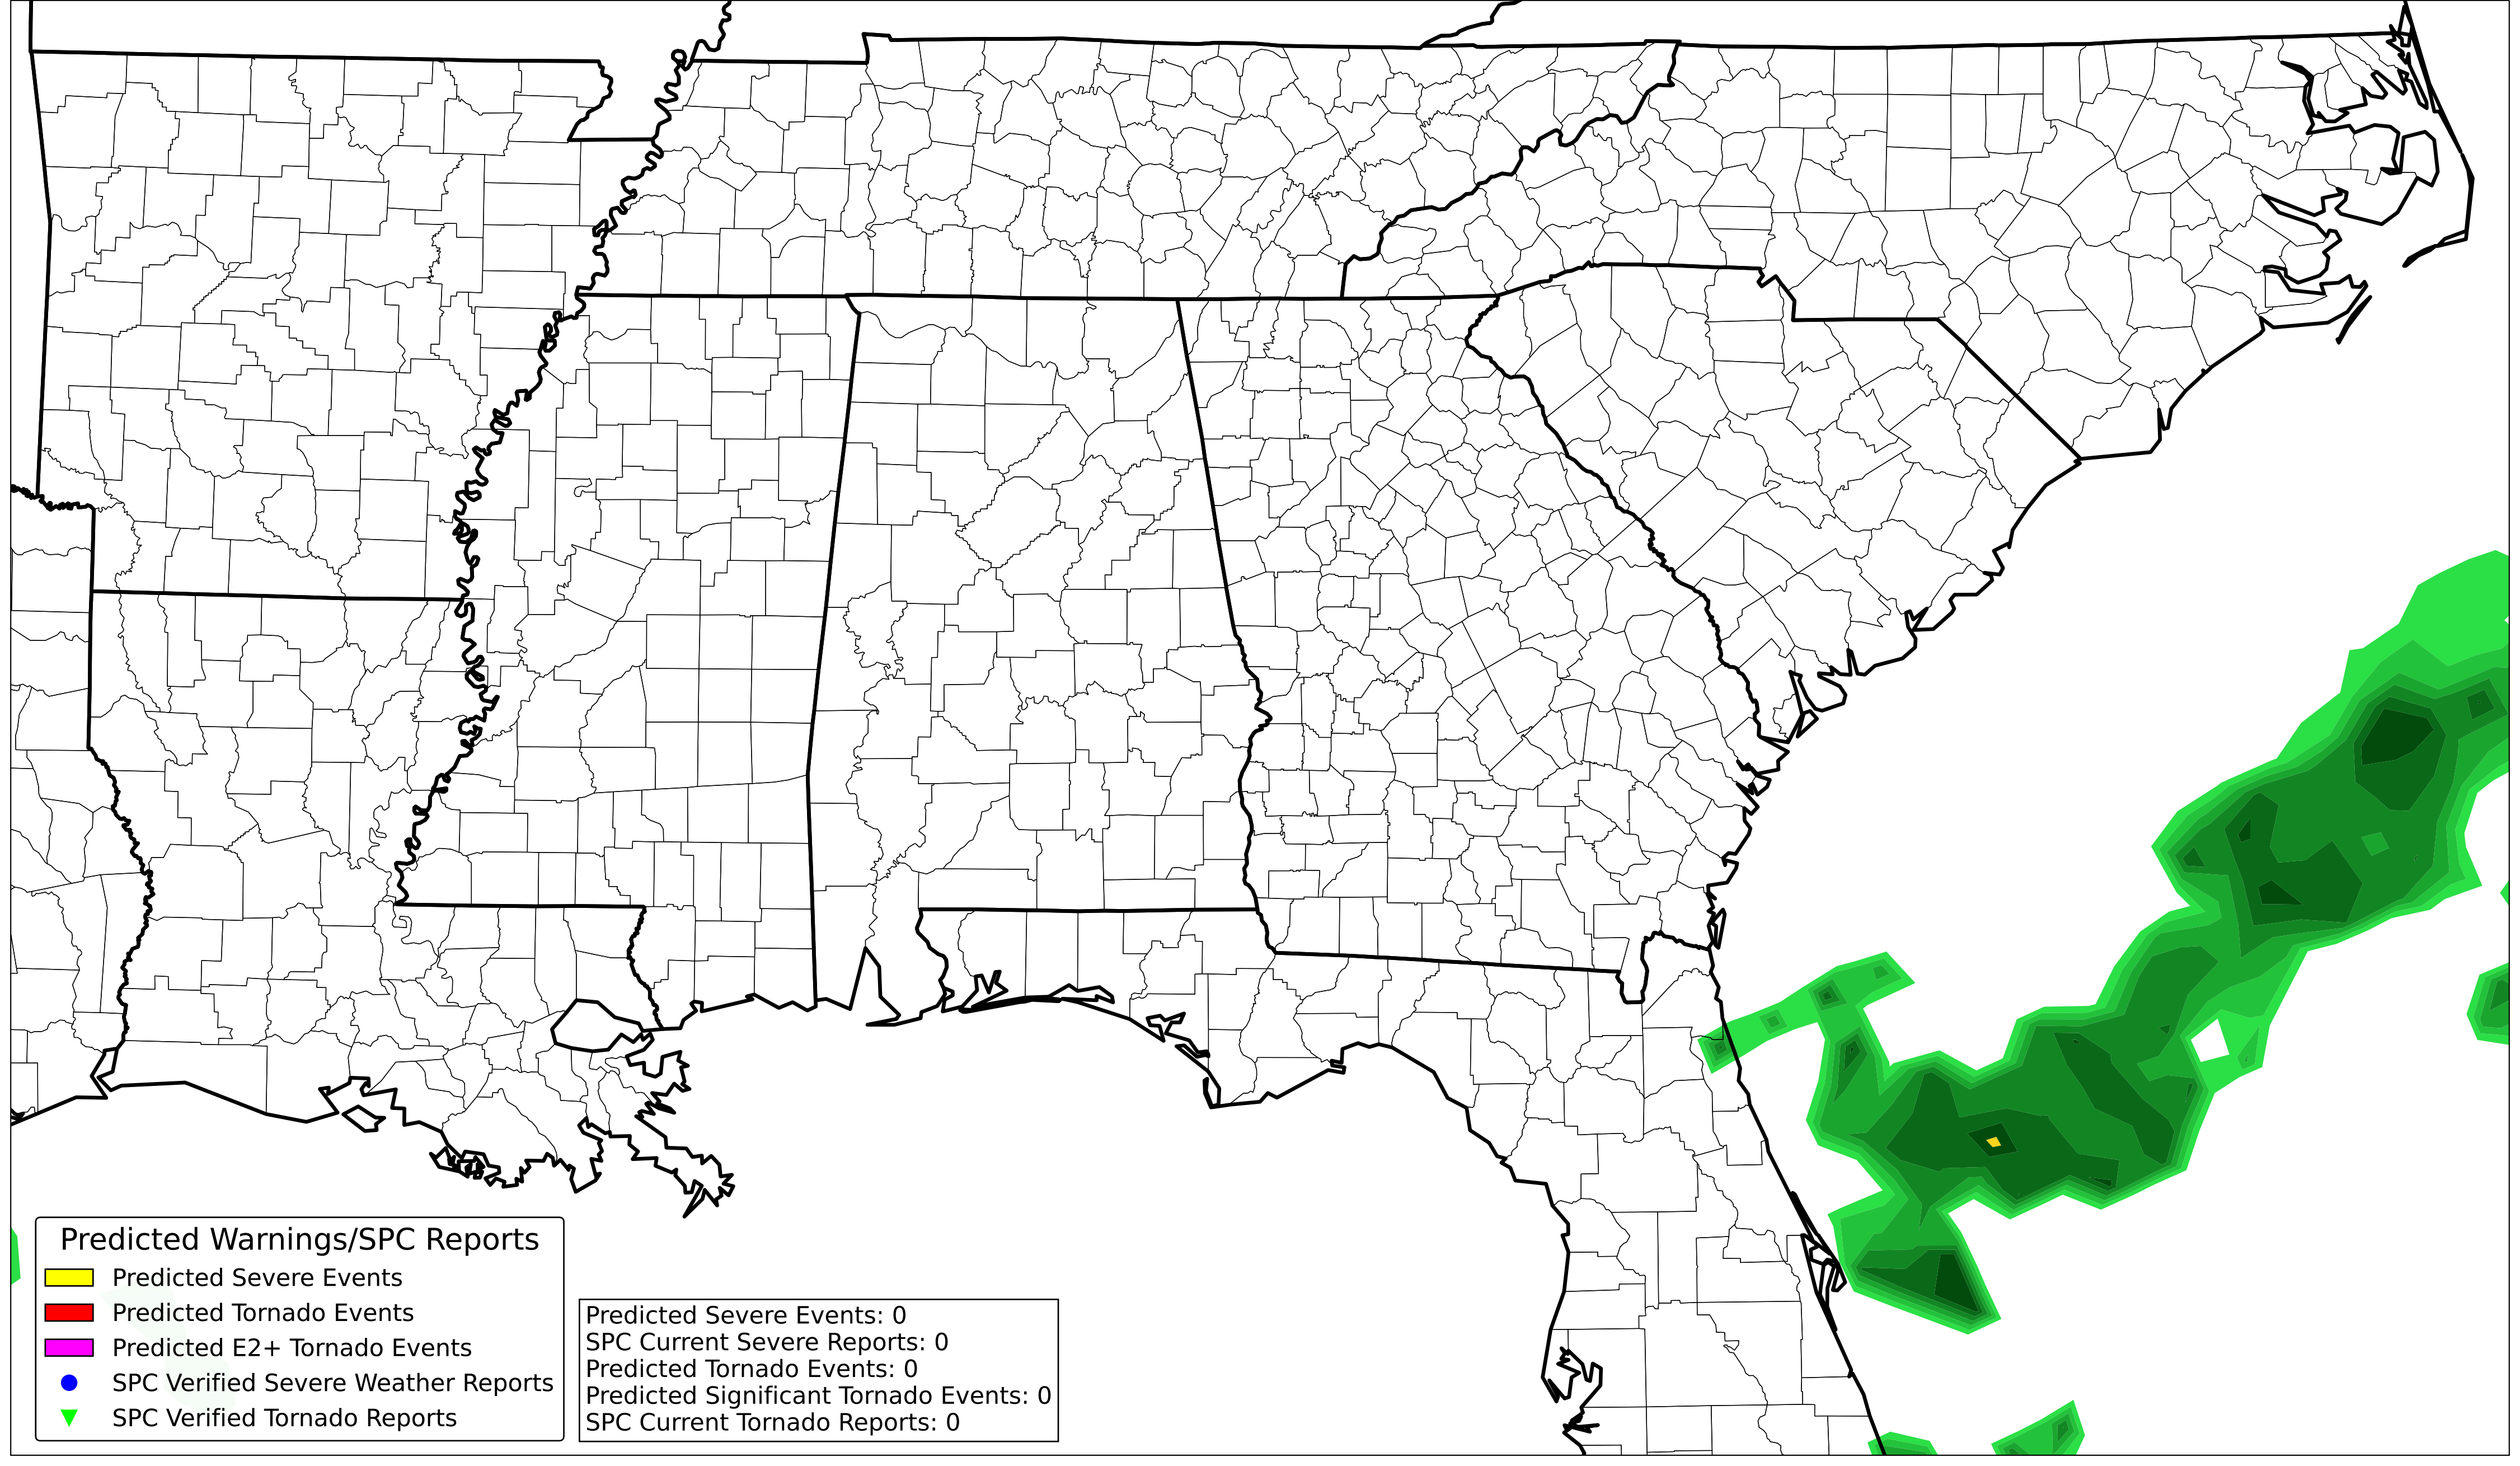 Predicted Warnings/SPC Reports
Predicted Severe Events
Predicted Tornado Events
Predicted E2+ Tornado Events
SPC Verified Severe Weather Reports
SPC Verified Tornado Reports
Predicted Severe Events: 0
SPC Current Severe Reports: 0
Predicted Tornado Events: 0
Predicted Significant Tornado Events: 0
SPC Current Tornado Reports: 0